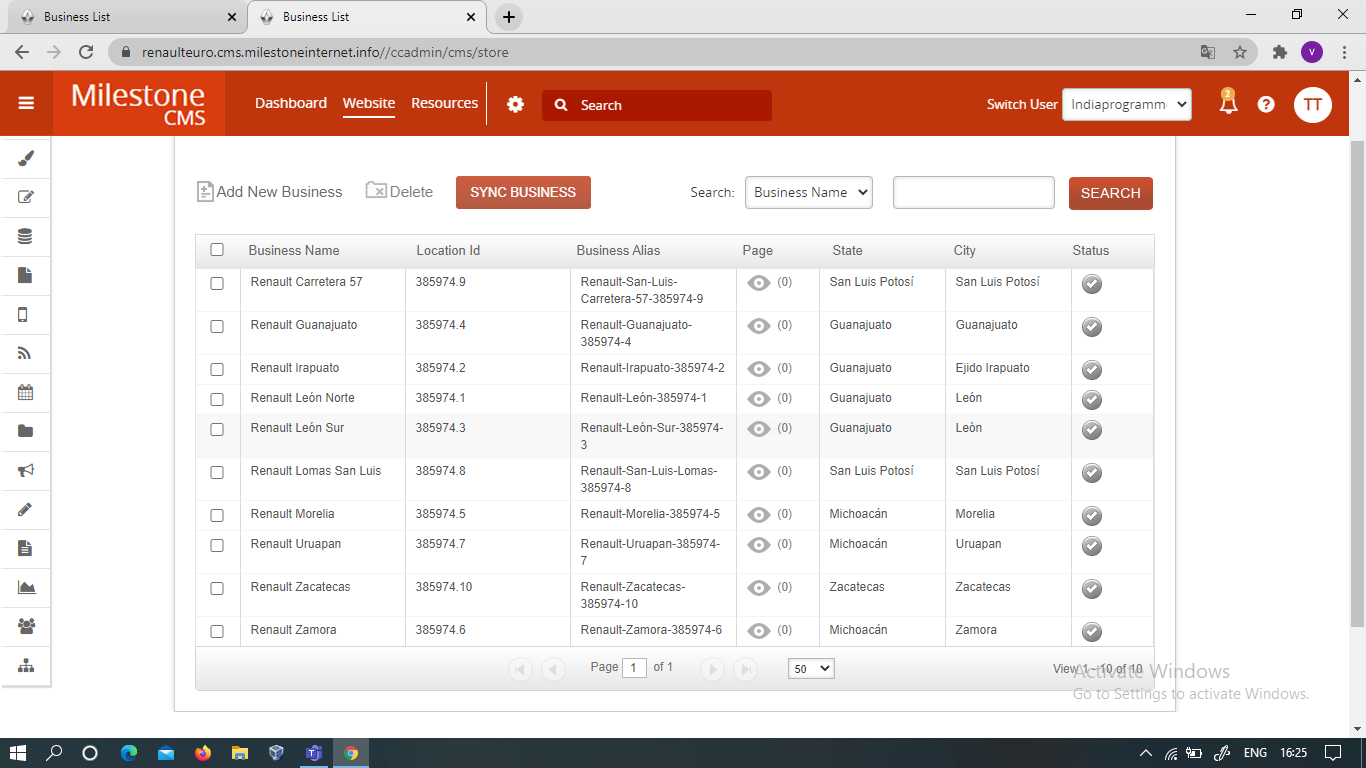 Business List
Business List
renaulteuro.cms.milestoneinternet.info//ccadmin/cms/store
V
Milestone
CMS
Dashboard Website Resources
Search
Switch User Indiaprogramm
2
?
TT
Add New Business Delete SYNC BUSINESS Search: Business Name SEARCH
Business Name Location Id Business Alias Page State City Status
Renault Carretera 57 385974.9 Renault-San-Luis- (0) San Luis Potosí San Luis Potosí
Carretera-57-385974-9
Renault Guanajuato 385974.4 Renault-Guanajuato- (0) Guanajuato Guanajuato
385974-4
Renault Irapuato 385974.2 Renault-Irapuato-385974-2 (0) Guanajuato Ejido Irapuato
Renault León Norte 385974.1 Renault-León-385974-1 (0) Guanajuato León
Renault León Sur 385974.3 Renault-León-Sur-385974- (0) Guanajuato León
3
Renault Lomas San Luis 385974.8 Renault-San-Luis-Lomas- (0) San Luis Potosí San Luis Potosí
385974-8
Renault Morelia 385974.5 Renault-Morelia-385974-5 (0) Michoacán Morelia
Renault Uruapan 385974.7 Renault-Uruapan-385974- (0) Michoacán Uruapan
7
Renault Zacatecas 385974.10 Renault-Zacatecas- (0) Zacatecas Zacatecas
385974-10
Renault Zamora 385974.6 Renault-Zamora-385974-6 (0) Michoacán Zamora
Page 1 of 1 50 View 1 - 10 of 10
Activate Windows
Go to Settings to activate Windows.
ENG 16:25